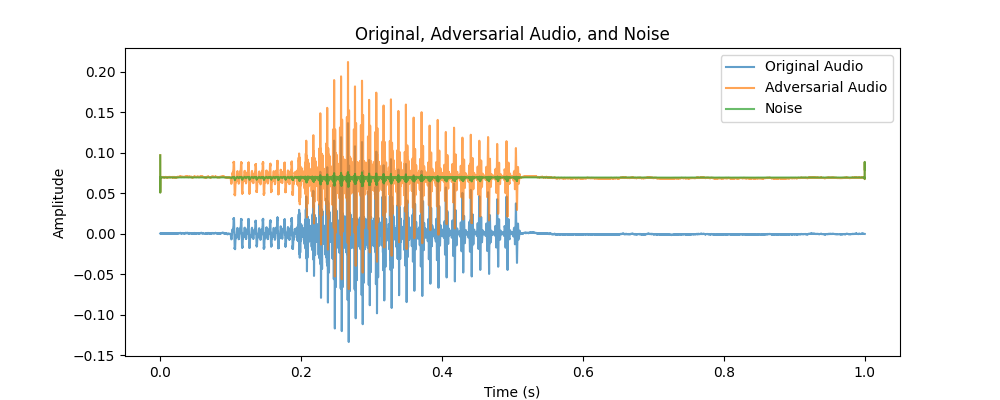 Original, Adversarial Audio, and Noise
Original Audio
Adversarial Audio
Noise
Amplitude
0.20
0.15
0.10
0.05
0.00
−0.05
−0.10
−0.15
0.0 0.2 0.4 0.6 0.8 1.0
Time (s)